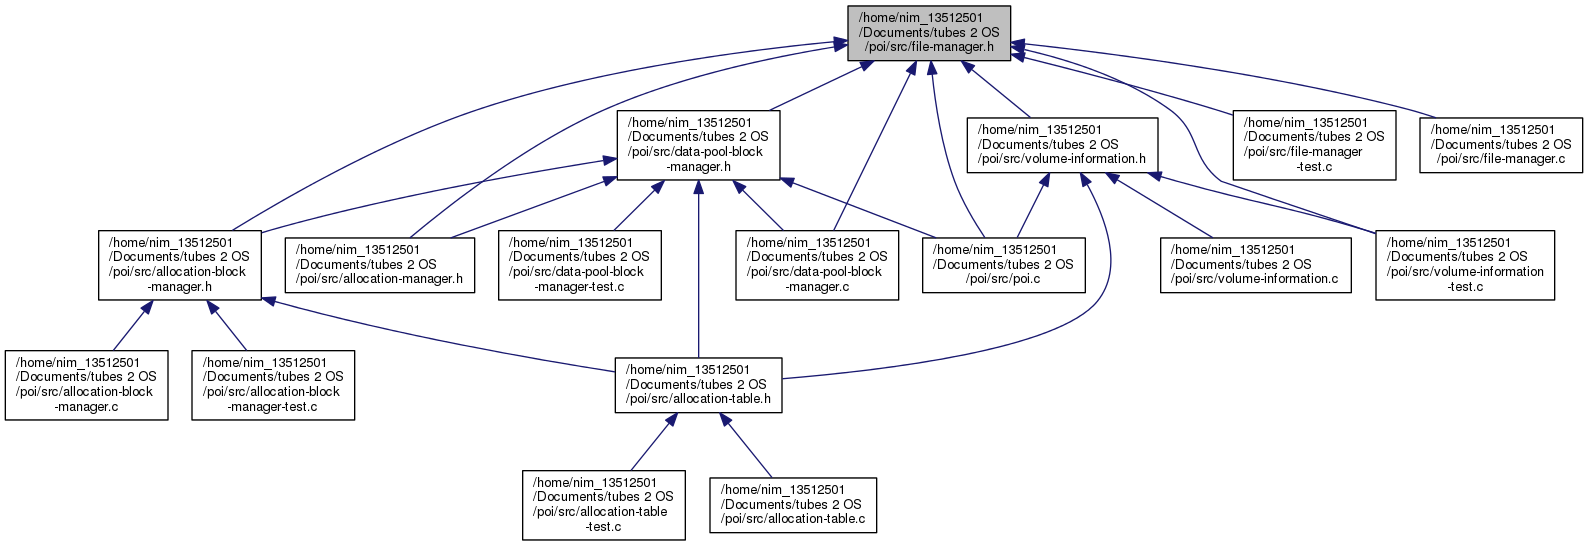 /home/nim_13512501
/Documents/tubes 2 OS
/poi/src/file-manager.h
/home/nim_13512501
/Documents/tubes 2 OS
/poi/src/data-pool-block
-manager.h
/home/nim_13512501
/Documents/tubes 2 OS
/poi/src/volume-information.h
/home/nim_13512501
/Documents/tubes 2 OS
/poi/src/file-manager
-test.c
/home/nim_13512501
/Documents/tubes 2 OS
/poi/src/file-manager.c
/home/nim_13512501
/Documents/tubes 2 OS
/poi/src/allocation-block
-manager.h
/home/nim_13512501
/Documents/tubes 2 OS
/poi/src/allocation-manager.h
/home/nim_13512501
/Documents/tubes 2 OS
/poi/src/data-pool-block
-manager-test.c
/home/nim_13512501
/Documents/tubes 2 OS
/poi/src/data-pool-block
-manager.c
/home/nim_13512501
/Documents/tubes 2 OS
/poi/src/poi.c
/home/nim_13512501
/Documents/tubes 2 OS
/poi/src/volume-information.c
/home/nim_13512501
/Documents/tubes 2 OS
/poi/src/volume-information
-test.c
/home/nim_13512501
/Documents/tubes 2 OS
/poi/src/allocation-block
-manager.c
/home/nim_13512501
/Documents/tubes 2 OS
/poi/src/allocation-block
-manager-test.c
/home/nim_13512501
/Documents/tubes 2 OS
/poi/src/allocation-table.h
/home/nim_13512501
/Documents/tubes 2 OS
/poi/src/allocation-table
-test.c
/home/nim_13512501
/Documents/tubes 2 OS
/poi/src/allocation-table.c